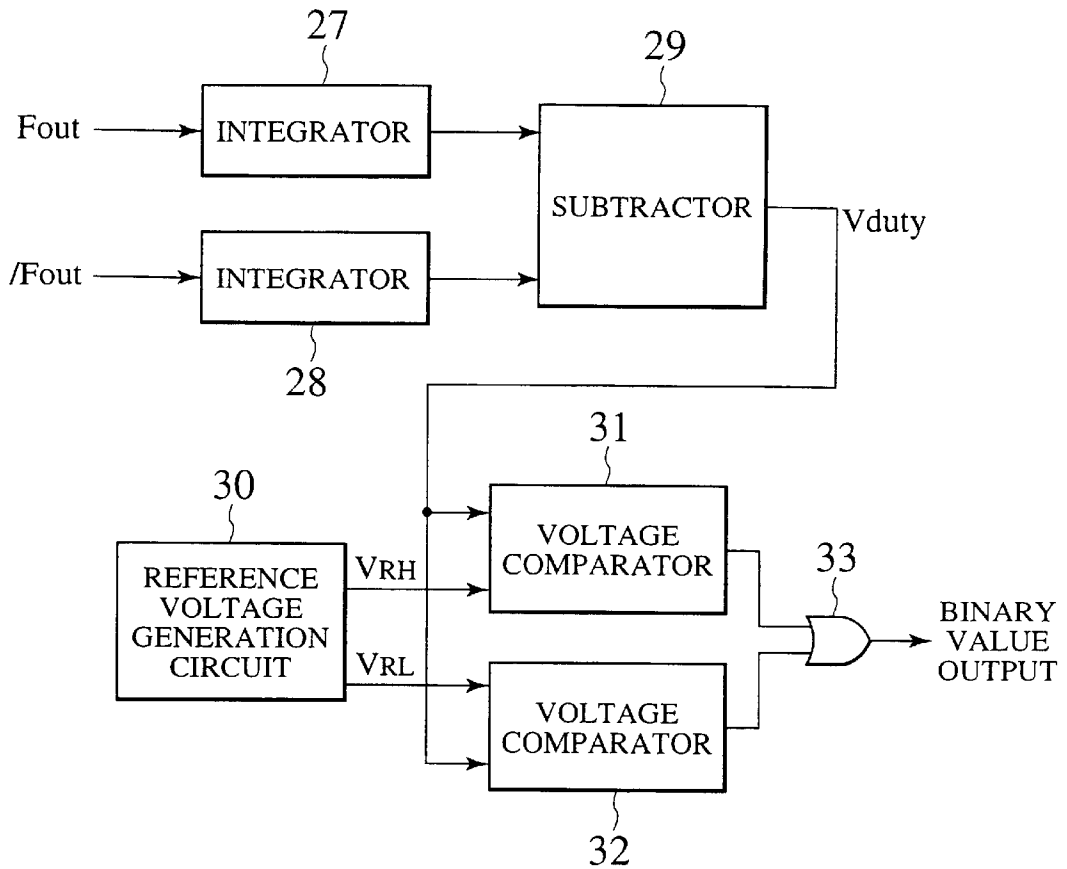 27
29
Fout
INTEGRATOR
SUBTRACTOR
Vduty
/Fout
INTEGRATOR
28
31
30
VOLTAGE
COMPARATOR
REFERENCE
VOLTAGE
GENERATION
CIRCUIT
VRH
33
BINARY
VALUE
OUTPUT
VRL
VOLTAGE
COMPARATOR
32